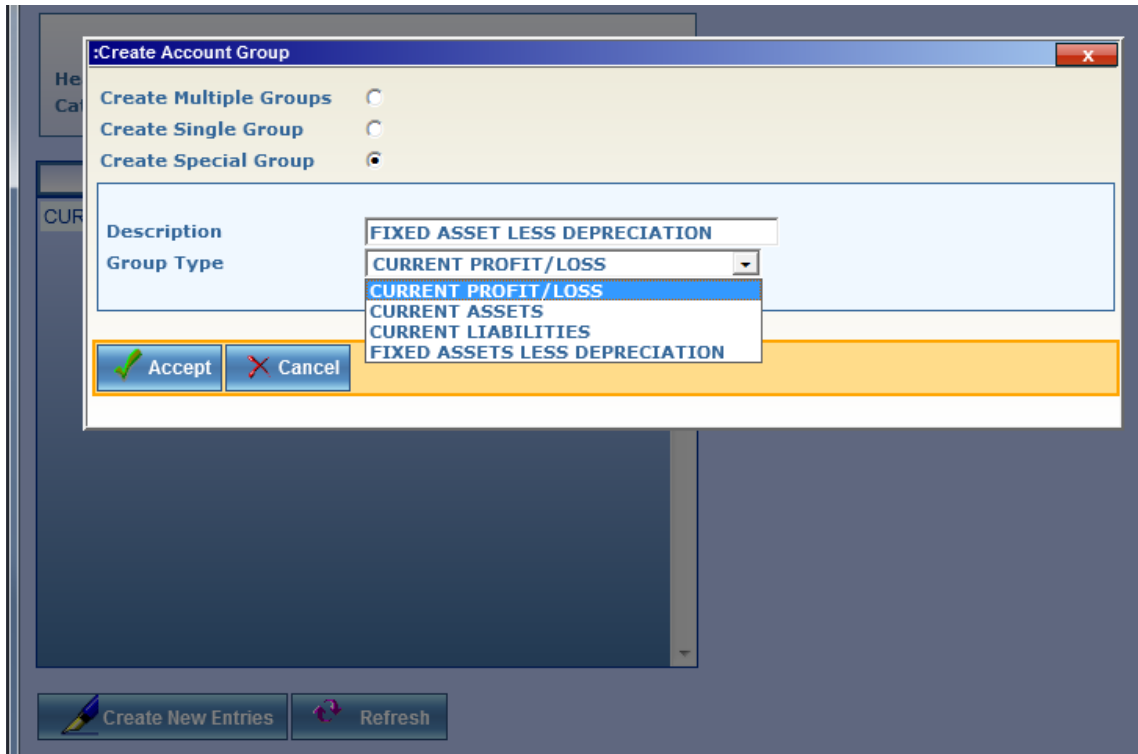 :Create Account Group
x
He
Cat
Create Multiple Groups
Create Single Group
Create Special Group
CUR
Description FIXED ASSET LESS DEPRECIATION
Group Type CURRENT PROFIT/LOSS
CURRENT PROFIT/LOSS
CURRENT ASSETS
CURRENT LIABILITIES
FIXED ASSETS LESS DEPRECIATION
Accept Cancel
Create New Entries Refresh